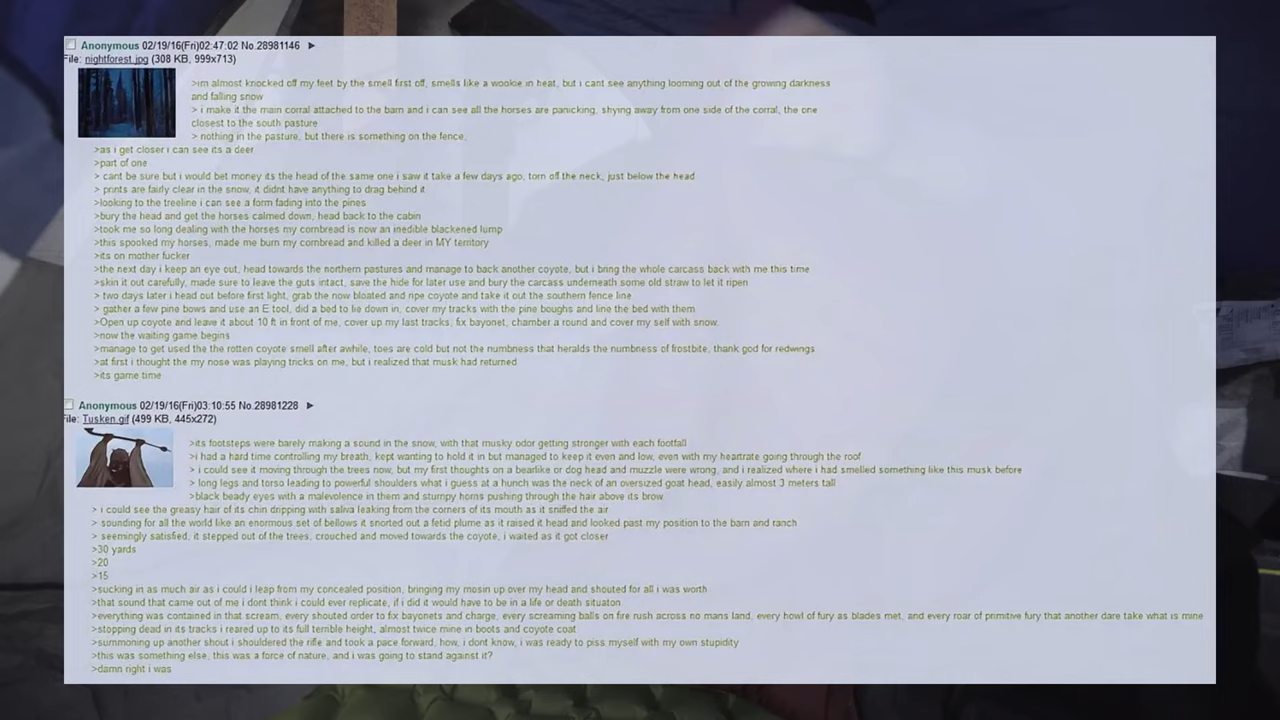 Anonymous 02/19/16(Fri)02:47:02 No.28981146 ▶
File: nightforest.jpg (308 KB, 999x713)
>im almost knocked off my feet by the smell first off, smells like a wookie in heat, but i cant see anything looming out of the growing darkness
and falling snow
> i make it the main corral attached to the barn and i can see all the horses are panicking, shying away from one side of the corral, the one
closest to the south pasture
> nothing in the pasture, but there is something on the fence,
>as i get closer i can see its a deer
>part of one
> cant be sure but i would bet money its the head of the same one i saw it take a few days ago, torn off the neck, just below the head
> prints are fairly clear in the snow, it didnt have anything to drag behind it
>looking to the treeline i can see a form fading into the pines
>bury the head and get the horses calmed down, head back to the cabin
>took me so long dealing with the horses my cornbread is now an inedible blackened lump
>this spooked my horses, made me burn my cornbread and killed a deer in MY territory
>its on mother fucker
>the next day i keep an eye out, head towards the northern pastures and manage to back another coyote, but i bring the whole carcass back with me this time
>skin it out carefully, made sure to leave the guts intact, save the hide for later use and bury the carcass underneath some old straw to let it ripen
> two days later i head out before first light, grab the now bloated and ripe coyote and take it out the southern fence line
> gather a few pine bows and use an E tool, did a bed to lie down in, cover my tracks with the pine boughs and line the bed with them
>Open up coyote and leave it about 10 ft in front of me, cover up my last tracks, fix bayonet, chamber a round and cover my self with snow.
>now the waiting game begins
>manage to get used the the rotten coyote smell after awhile, toes are cold but not the numbness that heralds the numbness of frostbite, thank god for redwings
>at first i thought the my nose was playing tricks on me, but i realized that musk had returned
>its game time
Anonymous 02/19/16(Fri)03:10:55 No.28981228 ▶
File: Tusken.gif (499 KB, 445x272)
>its footsteps were barely making a sound in the snow, with that musky odor getting stronger with each footfall
>i had a hard time controlling my breath, kept wanting to hold it in but managed to keep it even and low, even with my heartrate going through the roof
> i could see it moving through the trees now, but my first thoughts on a bearlike or dog head and muzzle were wrong, and i realized where i had smelled something like this musk before
> long legs and torso leading to powerful shoulders what i guess at a hunch was the neck of an oversized goat head, easily almost 3 meters tall
>black beady eyes with a malevolence in them and stumpy horns pushing through the hair above its brow.
> i could see the greasy hair of its chin dripping with saliva leaking from the corners of its mouth as it sniffed the air
> sounding for all the world like an enormous set of bellows it snorted out a fetid plume as it raised it head and looked past my position to the barn and ranch
> seemingly satisfied, it stepped out of the trees, crouched and moved towards the coyote, i waited as it got closer
>30 yards
>20
>15
>sucking in as much air as i could i leap from my concealed position, bringing my mosin up over my head and shouted for all i was worth
>that sound that came out of me i dont think i could ever replicate, if i did it would have to be in a life or death situaton.
>everything was contained in that scream, every shouted order to fix bayonets and charge, every screaming balls on fire rush across no mans land, every howl of fury as blades met, and every roar of primitive fury that another dare take what is mine
>stopping dead in its tracks i reared up to its full terrible height, almost twice mine in boots and coyote coat
>summoning up another shout i shouldered the rifle and took a pace forward, how, i dont know, i was ready to piss myself with my own stupidity
>this was something else, this was a force of nature, and i was going to stand against it?
>damn right i was